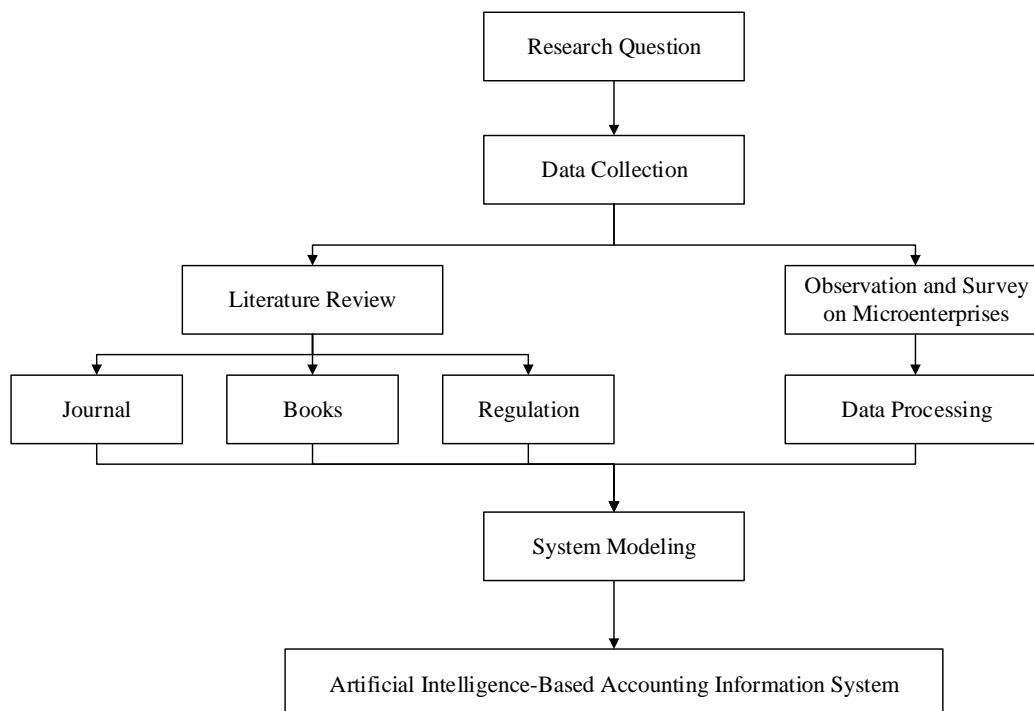 Research Question
Data Collection
Literature Review
Observation and Survey
on Microenterprises
Journal
Books
Regulation
Data Processing
System Modeling
Artificial Intelligence-Based Accounting Information System